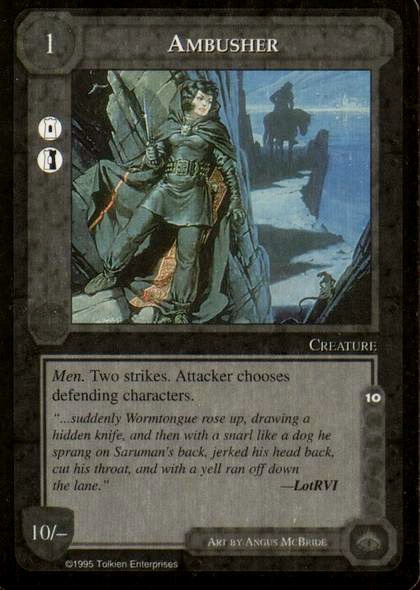 1
AMBUSHER
CREATURE
Men. Two strikes. Attacker chooses
defending characters.
10
“...suddenly Wormtongue rose up, drawing a
hidden knife, and then with a snarl like a dog he
sprang on Saruman's back, jerked his head back,
cut his throat, and with a yell ran off down
the lane.” —LotRVI
10/–
ART BY ANGUS MCBRIDE
©1995 Tolkien Enterprises